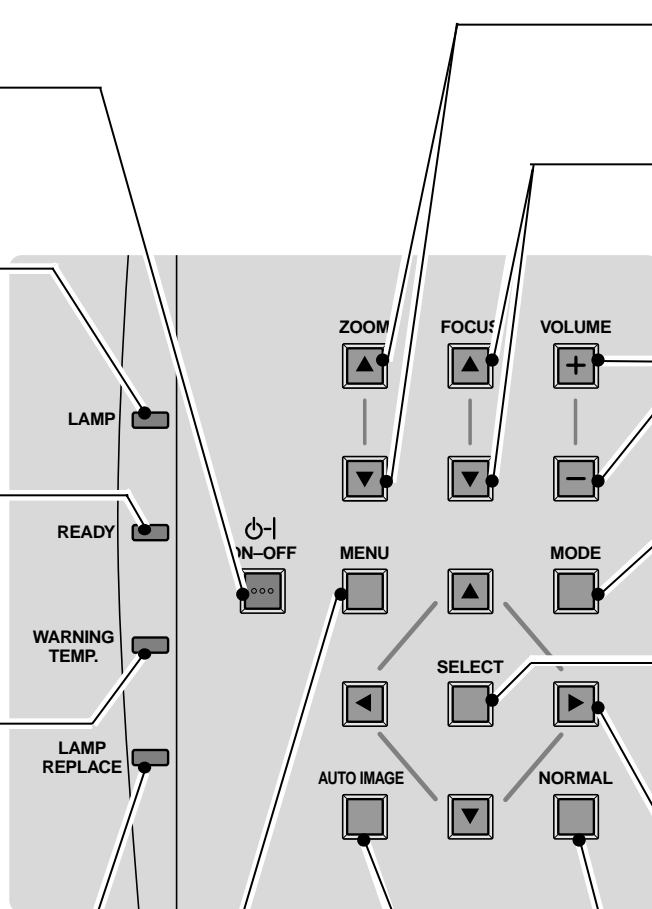 ZOOM
FOCUS
VOLUME
LAMP
READY
ON–OFF
MENU
MODE
WARNING
TEMP.
SELECT
LAMP
REPLACE
AUTO IMAGE
NORMAL